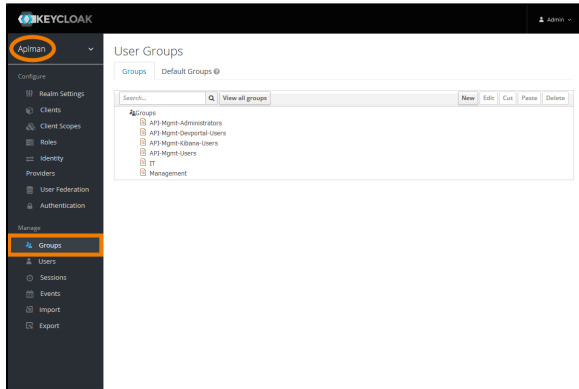 KEYCLOAK
Admin
Apiman
Configure
Realm Settings
Clients
Client Scopes
Roles
Identity
Providers
User Federation
Authentication
Manage
Groups
Users
Sessions
Events
Import
Export
User Groups
Groups Default Groups
Search... View all groups New Edit Cut Paste Delete
Groups
API-Mgmt-Administrators
API-Mgmt-Devportal-Users
API-Mgmt-Kibana-Users
API-Mgmt-Users
IT
Management